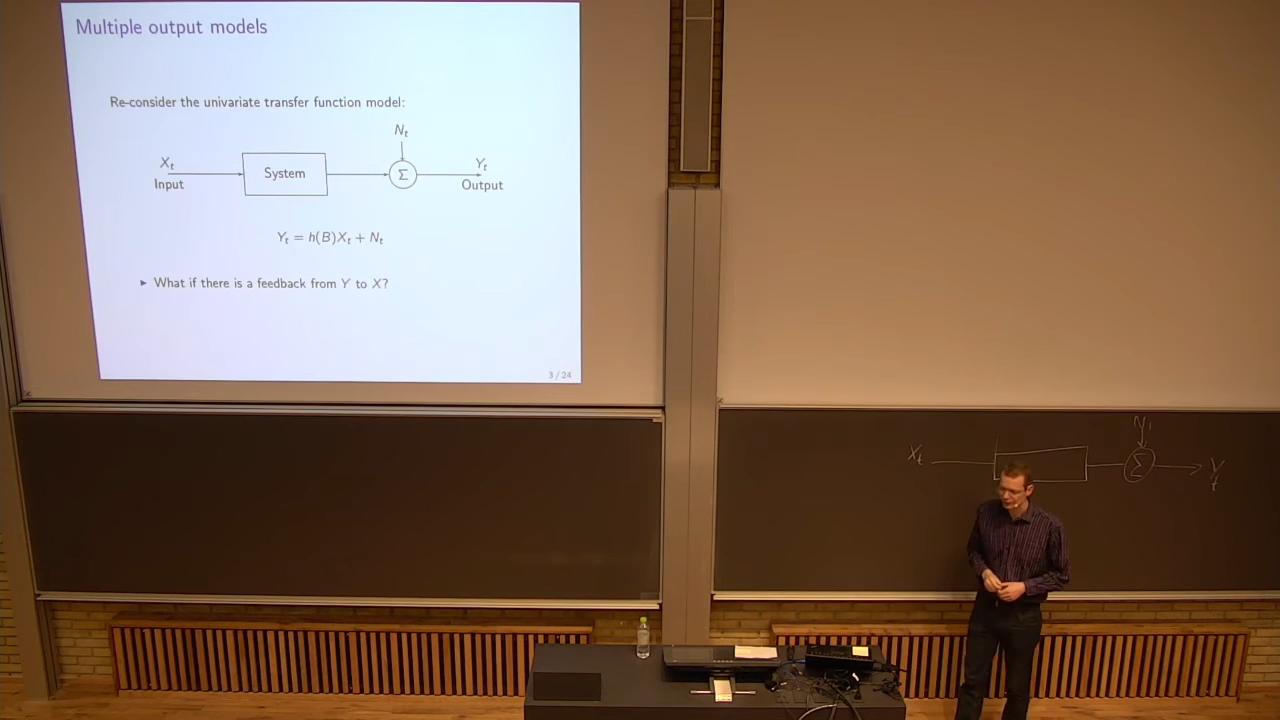 Multiple output models
Re-consider the univariate transfer function model:
N_t
X_t
Y_t
System
Σ
Input
Output
Y_t = h(B)X_t + N_t
▶ What if there is a feedback from Y to X?
3 / 24
X_t
Σ
Y_t